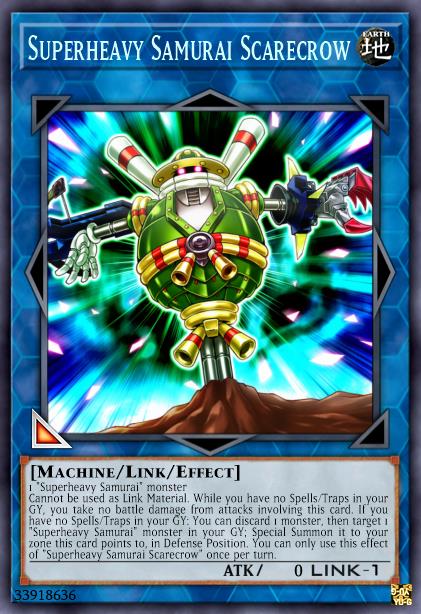 SUPERHEAVY SAMURAI SCARECROW
EARTH
地
[MACHINE/LINK/EFFECT]
1 "Superheavy Samurai" monster
Cannot be used as Link Material. While you have no Spells/Traps in your
GY, you take no battle damage from attacks involving this card. If you
have no Spells/Traps in your GY: You can discard 1 monster, then target 1
"Superheavy Samurai" monster in your GY; Special Summon it to your
zone this card points to, in Defense Position. You can only use this effect
of "Superheavy Samurai Scarecrow" once per turn.
ATK/ 0 LINK-1
33918636